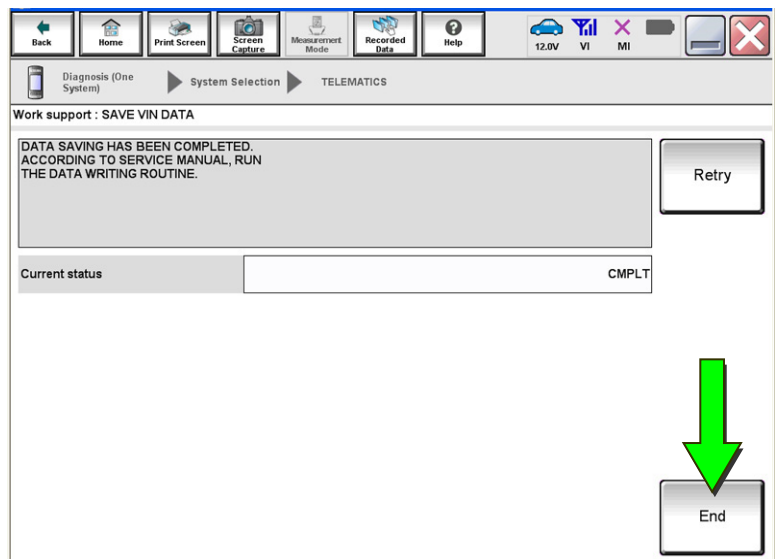 Back Home Print Screen Screen Capture Measurement Mode Recorded Data Help 12.0V VI MI
Diagnosis (One System) System Selection TELEMATICS
Work support : SAVE VIN DATA
DATA SAVING HAS BEEN COMPLETED.
ACCORDING TO SERVICE MANUAL, RUN
THE DATA WRITING ROUTINE.
Retry
Current status CMPLT
End